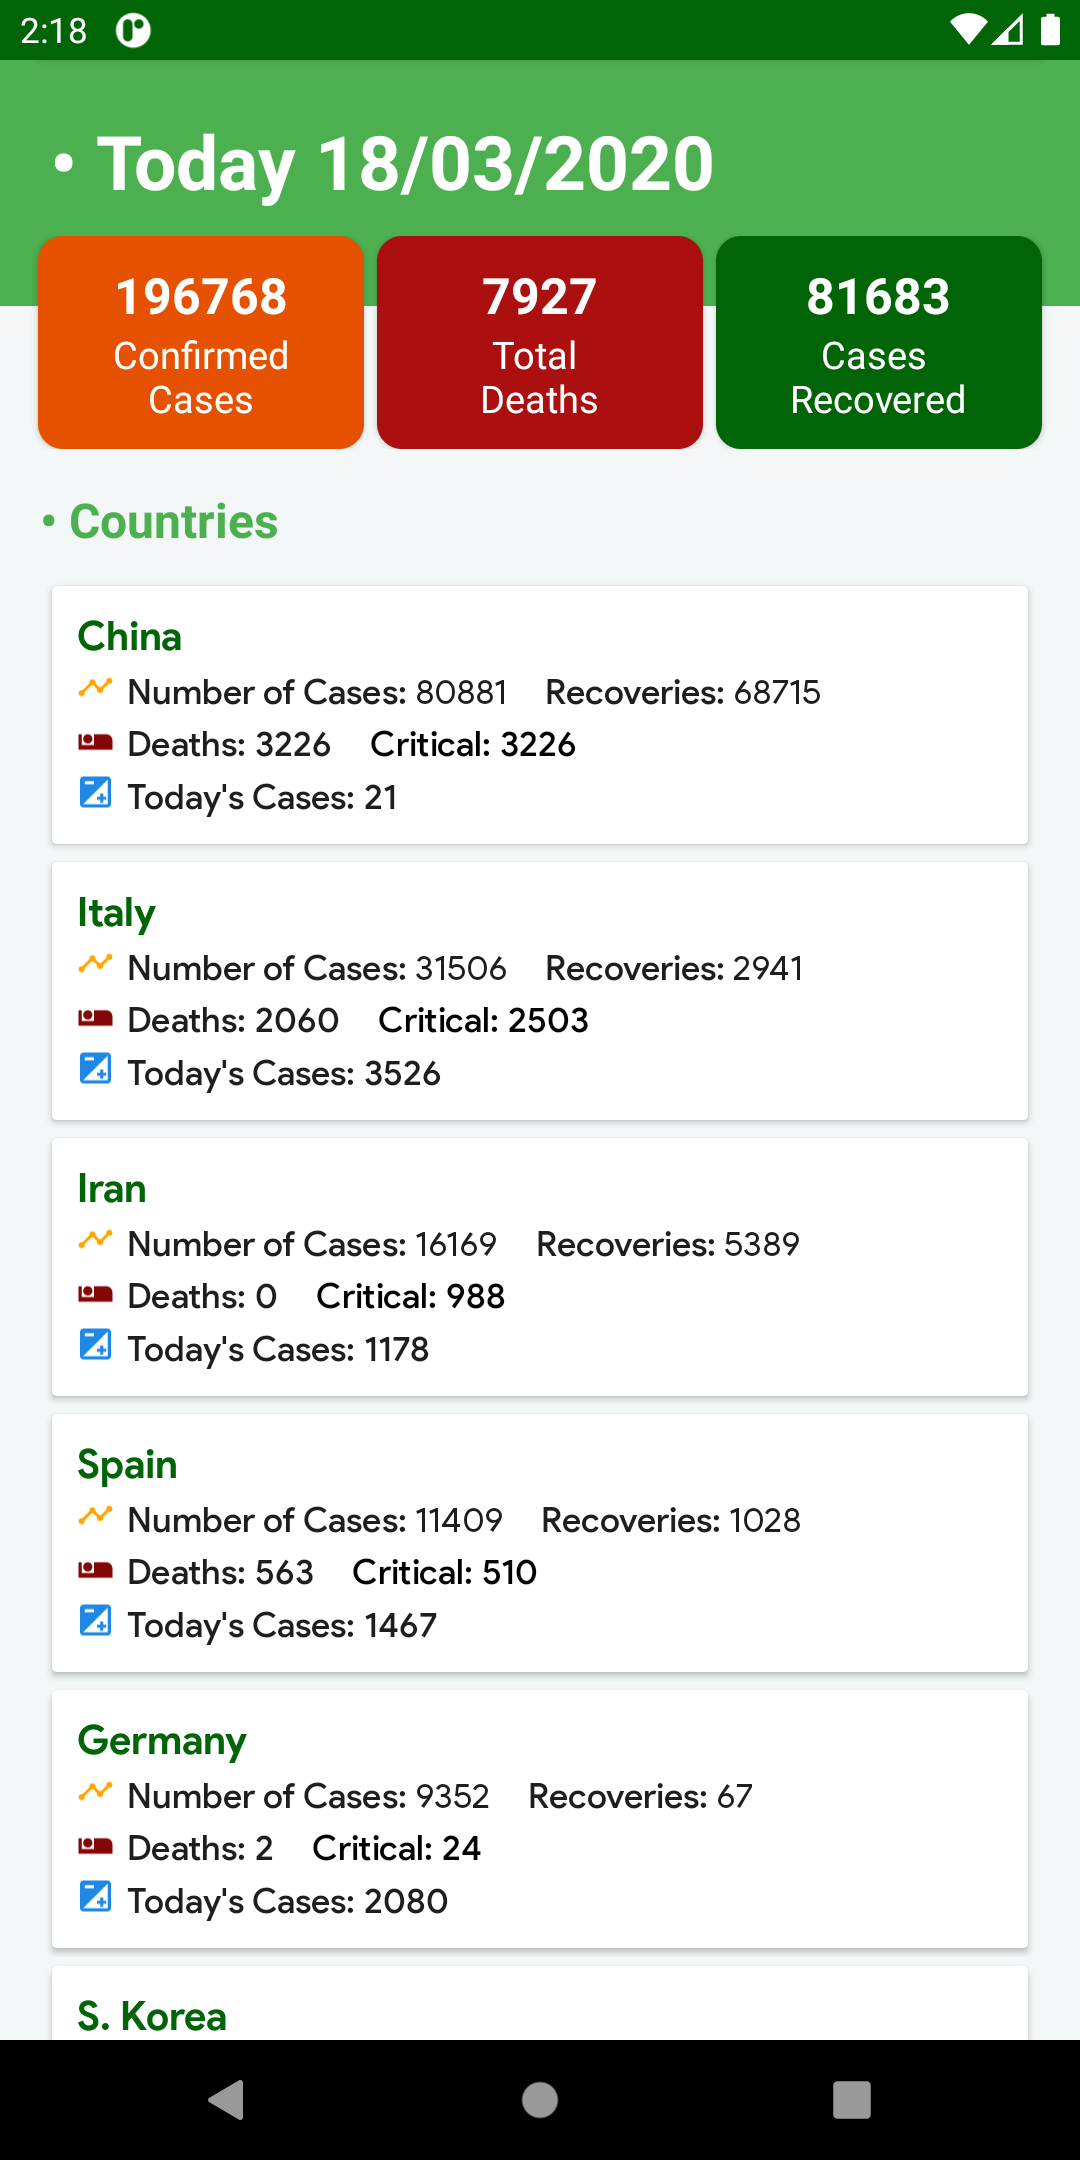 2:18
• Today 18/03/2020
196768
Confirmed
Cases
7927
Total
Deaths
81683
Cases
Recovered
• Countries
China
Number of Cases: 80881 Recoveries: 68715
Deaths: 3226 Critical: 3226
Today's Cases: 21
Italy
Number of Cases: 31506 Recoveries: 2941
Deaths: 2060 Critical: 2503
Today's Cases: 3526
Iran
Number of Cases: 16169 Recoveries: 5389
Deaths: 0 Critical: 988
Today's Cases: 1178
Spain
Number of Cases: 11409 Recoveries: 1028
Deaths: 563 Critical: 510
Today's Cases: 1467
Germany
Number of Cases: 9352 Recoveries: 67
Deaths: 2 Critical: 24
Today's Cases: 2080
S. Korea